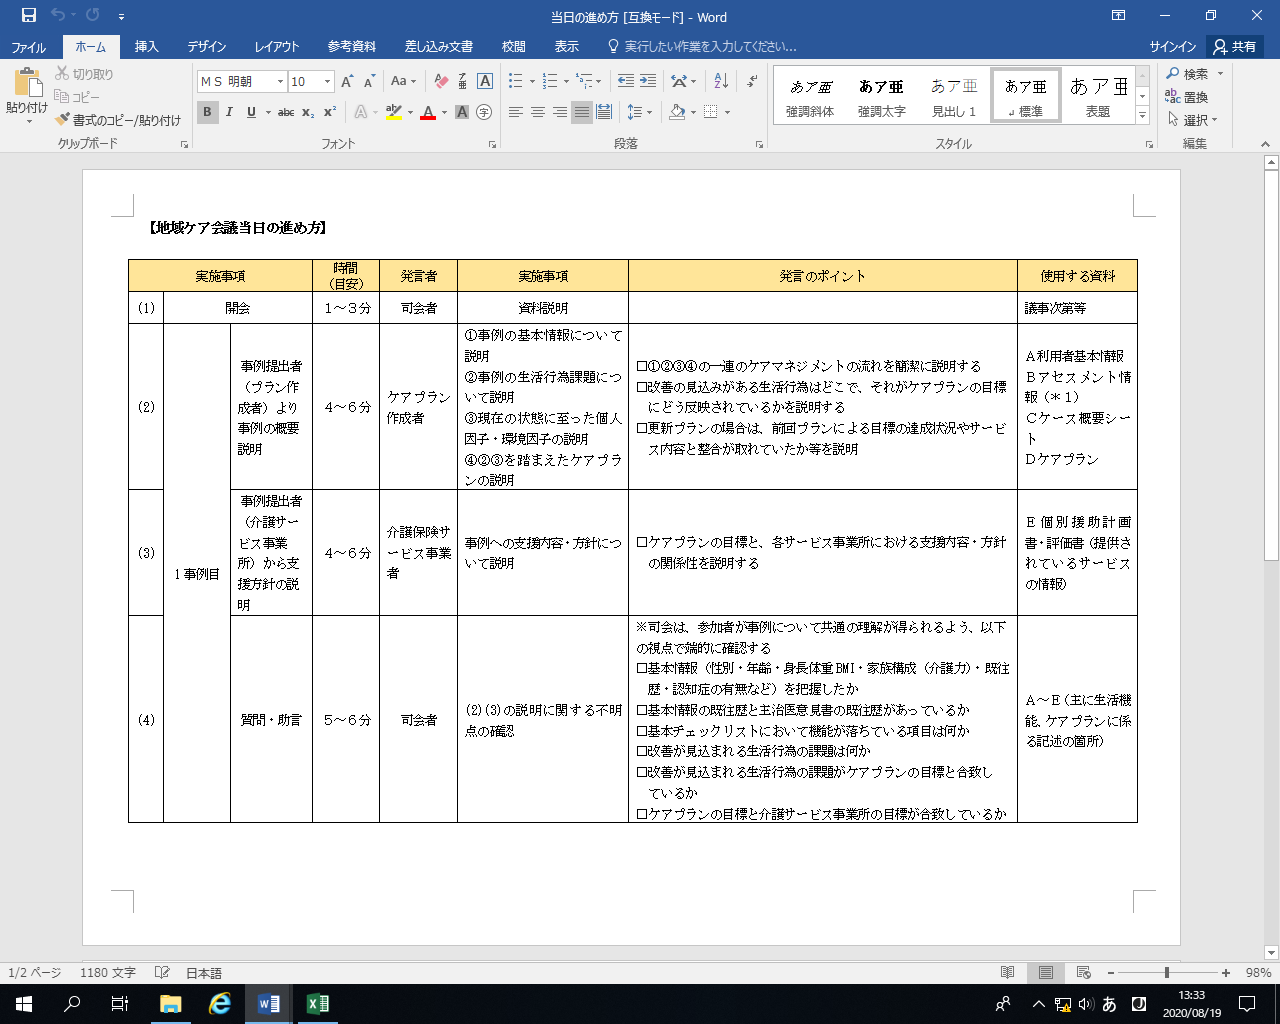 当日の進め方 [互換モード] - Word
ファイル ホーム 挿入 デザイン レイアウト 参考資料 差し込み文書 校閲 表示 実行したい作業を入力してください... サインイン 共有
貼り付け
切り取り
コピー
書式のコピー/貼り付け
クリップボード
ＭＳ 明朝 10
フォント
段落
あア亜 あア亜 あア亜 あア亜 あア亜
強調斜体 強調太字 見出し 1 標準 表題
スタイル
検索
置換
選択
編集
【地域ケア会議当日の進め方】
実施事項 時間（目安） 発言者 実施事項 発言のポイント 使用する資料
(1) 開会 １～３分 司会者 資料説明 議事次第等
1 事例目
(2)
事例提出者
（プラン作
成者）より
事例の概要
説明
４～６分
ケアプラン
作成者
①事例の基本情報について
説明
②事例の生活行為課題につ
いて説明
③現在の状態に至った個人
因子・環境因子の説明
④②③を踏まえたケアプラ
ンの説明
□①②③④の一連のケアマネジメントの流れを簡潔に説明する
□改善の見込みがある生活行為はどこで、それがケアプランの目標
にどう反映されているかを説明する
□更新プランの場合は、前回プランによる目標の達成状況やサービ
ス内容と整合が取れていたか等を説明
Ａ利用者基本情報
Ｂアセスメント情
報（＊１）
Ｃケース概要シー
ト
Ｄケアプラン
(3)
事例提出者
（介護サー
ビス事業
所）から支
援方針の説
明
４～６分
介護保険サ
ービス事業
者
事例への支援内容・方針につ
いて説明
□ケアプランの目標と、各サービス事業所における支援内容・方針
の関係性を説明する
Ｅ個別援助計画
書・評価書（提供さ
れているサービス
の情報）
(4)
質問・助言
５～６分
司会者
(2)(3)の説明に関する不明
点の確認
※司会は、参加者が事例について共通の理解が得られるよう、以下
の視点で端的に確認する
□基本情報（性別・年齢・身長体重BMI・家族構成（介護力）・既往
歴・認知症の有無など）を把握したか
□基本情報の既往歴と主治医意見書の既往歴があっているか
□基本チェックリストにおいて機能が落ちている項目は何か
□改善が見込まれる生活行為の課題は何か
□改善が見込まれる生活行為の課題がケアプランの目標と合致し
ているか
□ケアプランの目標と介護サービス事業所の目標が合致しているか
Ａ～Ｅ（主に生活機
能、ケアプランに係
る記述の箇所）
1/2 ページ 1180 文字 日本語 98%
あ
13:33
2020/08/19